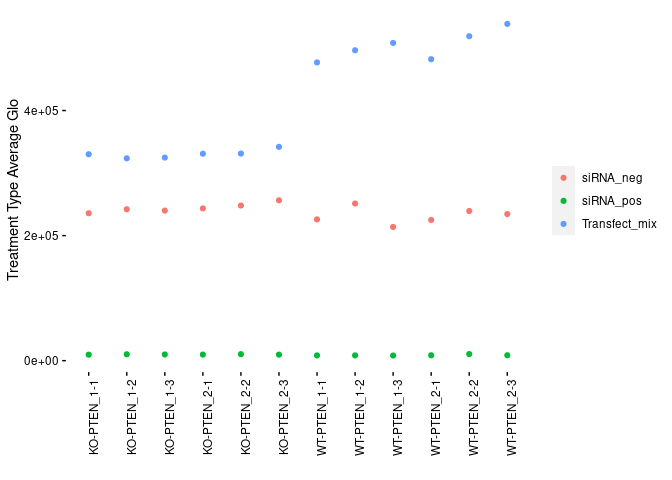 Treatment Type Average Glo
4e+05
2e+05
0e+00
KO-PTEN_1-1
KO-PTEN_1-2
KO-PTEN_1-3
KO-PTEN_2-1
KO-PTEN_2-2
KO-PTEN_2-3
WT-PTEN_1-1
WT-PTEN_1-2
WT-PTEN_1-3
WT-PTEN_2-1
WT-PTEN_2-2
WT-PTEN_2-3
siRNA_neg
siRNA_pos
Transfect_mix